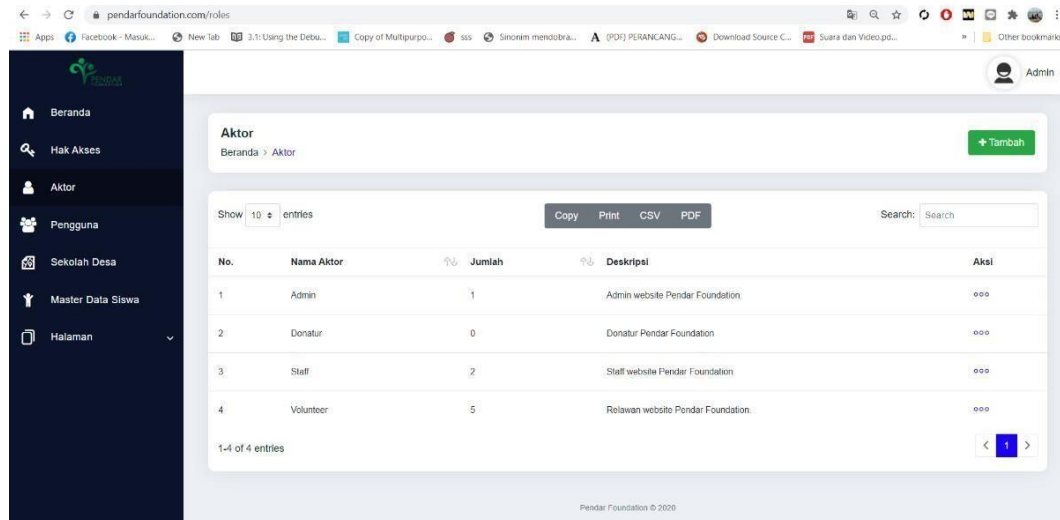 pendarfoundation.com/roles
Apps Facebook - Masuk... New Tab 3.1: Using the Debu... Copy of Multipurpo... sss Sinonim mendobra... (PDF) PERANCANG... Download Source C... Suara dan Video.pd... » Other bookmarks
PENDAR
Admin
Beranda
Hak Akses
Aktor
Pengguna
Sekolah Desa
Master Data Siswa
Halaman
Aktor
Beranda > Aktor
+ Tambah
Show 10 entries Copy Print CSV PDF Search: Search
No. Nama Aktor Jumlah Deskripsi Aksi
1 Admin 1 Admin website Pendar Foundation.
2 Donatur 0 Donatur Pendar Foundation
3 Staff 2 Staff website Pendar Foundation.
4 Volunteer 5 Relawan website Pendar Foundation.
1-4 of 4 entries < 1 >
Pendar Foundation © 2020